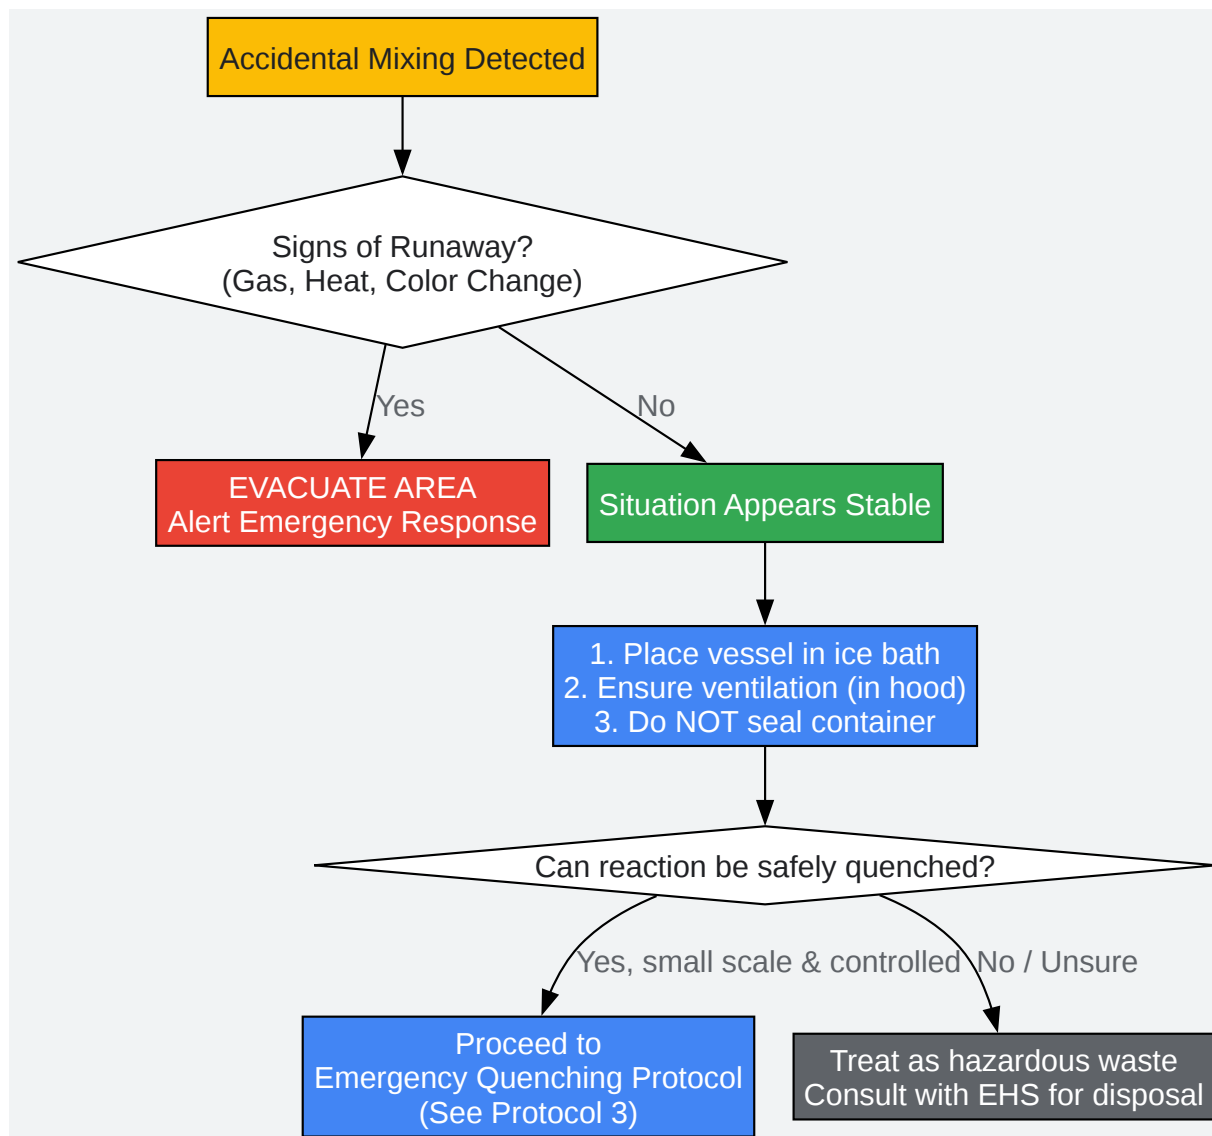 Accidental Mixing Detected
Signs of Runaway?
(Gas, Heat, Color Change)
Yes
No
EVACUATE AREA
Alert Emergency Response
Situation Appears Stable
1. Place vessel in ice bath
2. Ensure ventilation (in hood)
3. Do NOT seal container
Can reaction be safely quenched?
Yes, small scale & controlled
No / Unsure
Proceed to
Emergency Quenching Protocol
(See Protocol 3)
Treat as hazardous waste
Consult with EHS for disposal